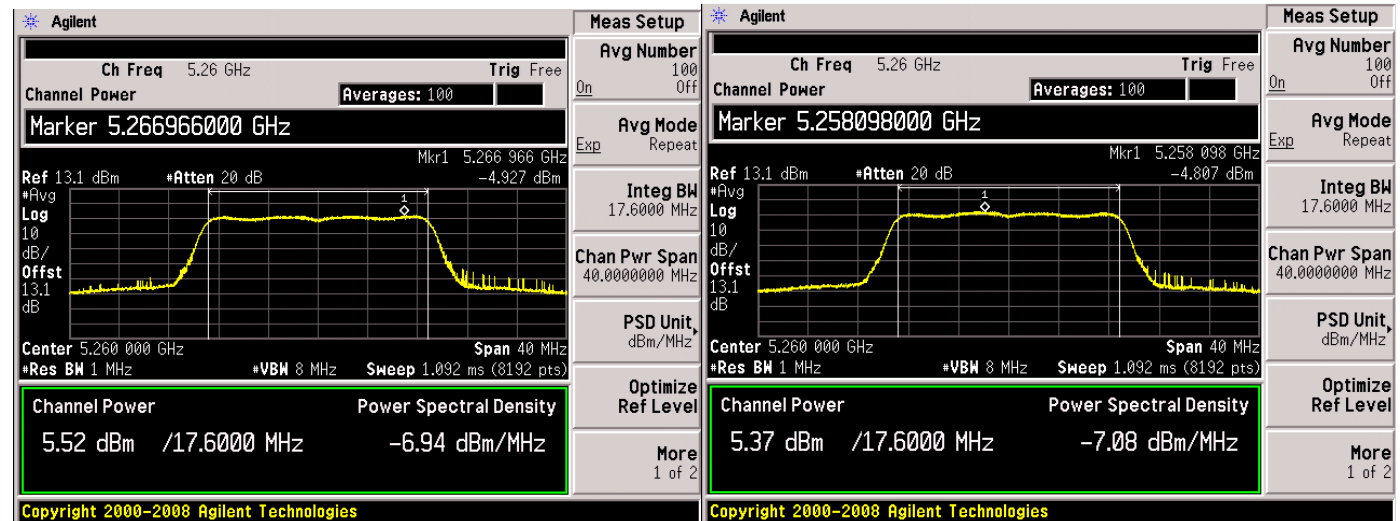 Agilent
Meas Setup
Ch Freq 5.26 GHz Trig Free
Channel Power Averages: 100
Marker 5.266966000 GHz
Mkr1 5.266 966 GHz
Ref 13.1 dBm #Atten 20 dB -4.927 dBm
#Avg
Log
10
dB/
Offst
13.1
dB
1
Center 5.260 000 GHz Span 40 MHz
#Res BW 1 MHz #VBW 8 MHz Sweep 1.092 ms (8192 pts)
Channel Power Power Spectral Density
5.52 dBm /17.6000 MHz -6.94 dBm/MHz
Avg Number
100
On Off
Avg Mode
Exp Repeat
Integ BW
17.6000 MHz
Chan Pwr Span
40.0000000 MHz
PSD Unit
dBm/MHz
Optimize
Ref Level
More
1 of 2
Copyright 2000-2008 Agilent Technologies
Agilent
Meas Setup
Ch Freq 5.26 GHz Trig Free
Channel Power Averages: 100
Marker 5.258098000 GHz
Mkr1 5.258 098 GHz
Ref 13.1 dBm #Atten 20 dB -4.807 dBm
#Avg
Log
10
dB/
Offst
13.1
dB
1
Center 5.260 000 GHz Span 40 MHz
#Res BW 1 MHz #VBW 8 MHz Sweep 1.092 ms (8192 pts)
Channel Power Power Spectral Density
5.37 dBm /17.6000 MHz -7.08 dBm/MHz
Avg Number
100
On Off
Avg Mode
Exp Repeat
Integ BW
17.6000 MHz
Chan Pwr Span
40.0000000 MHz
PSD Unit
dBm/MHz
Optimize
Ref Level
More
1 of 2
Copyright 2000-2008 Agilent Technologies